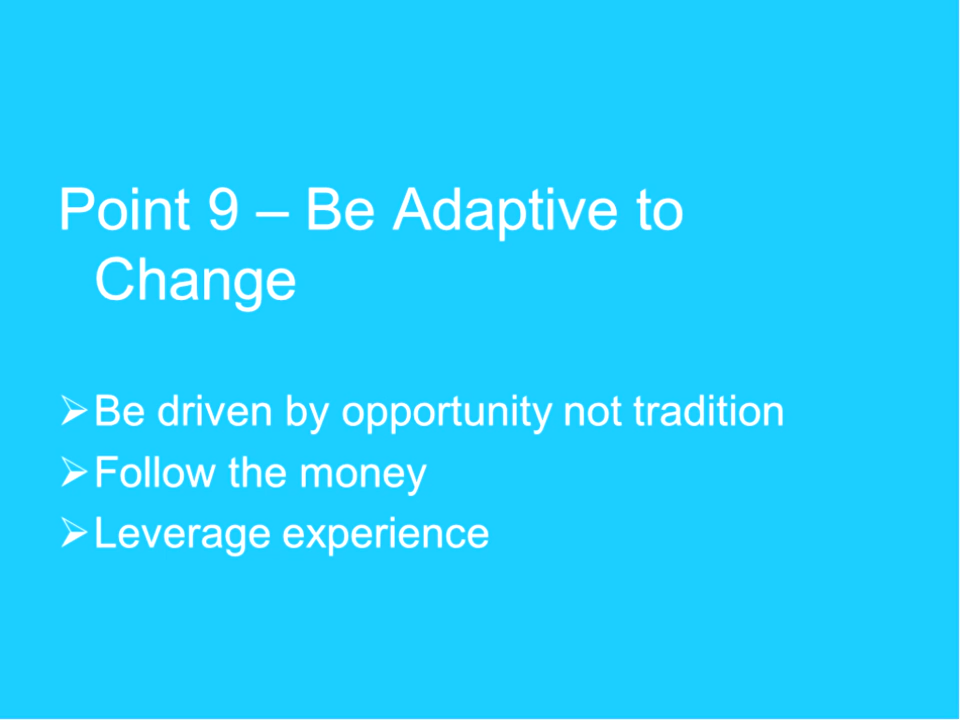 Point 9 – Be Adaptive to
Change
➢Be driven by opportunity not tradition
➢Follow the money
➢Leverage experience